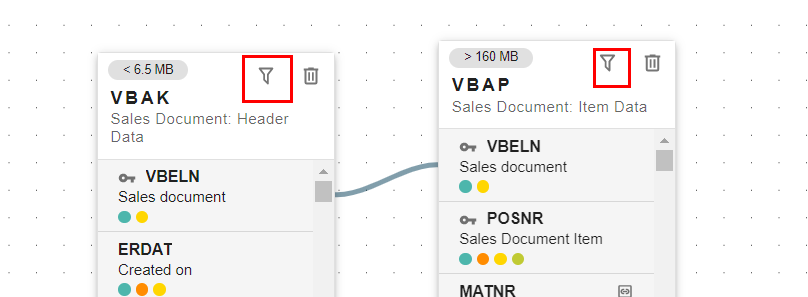 < 6.5 MB
VBAK
Sales Document: Header
Data
VBELN
Sales document
ERDAT
Created on
> 160 MB
VBAP
Sales Document: Item Data
VBELN
Sales document
POSNR
Sales Document Item
MATNR